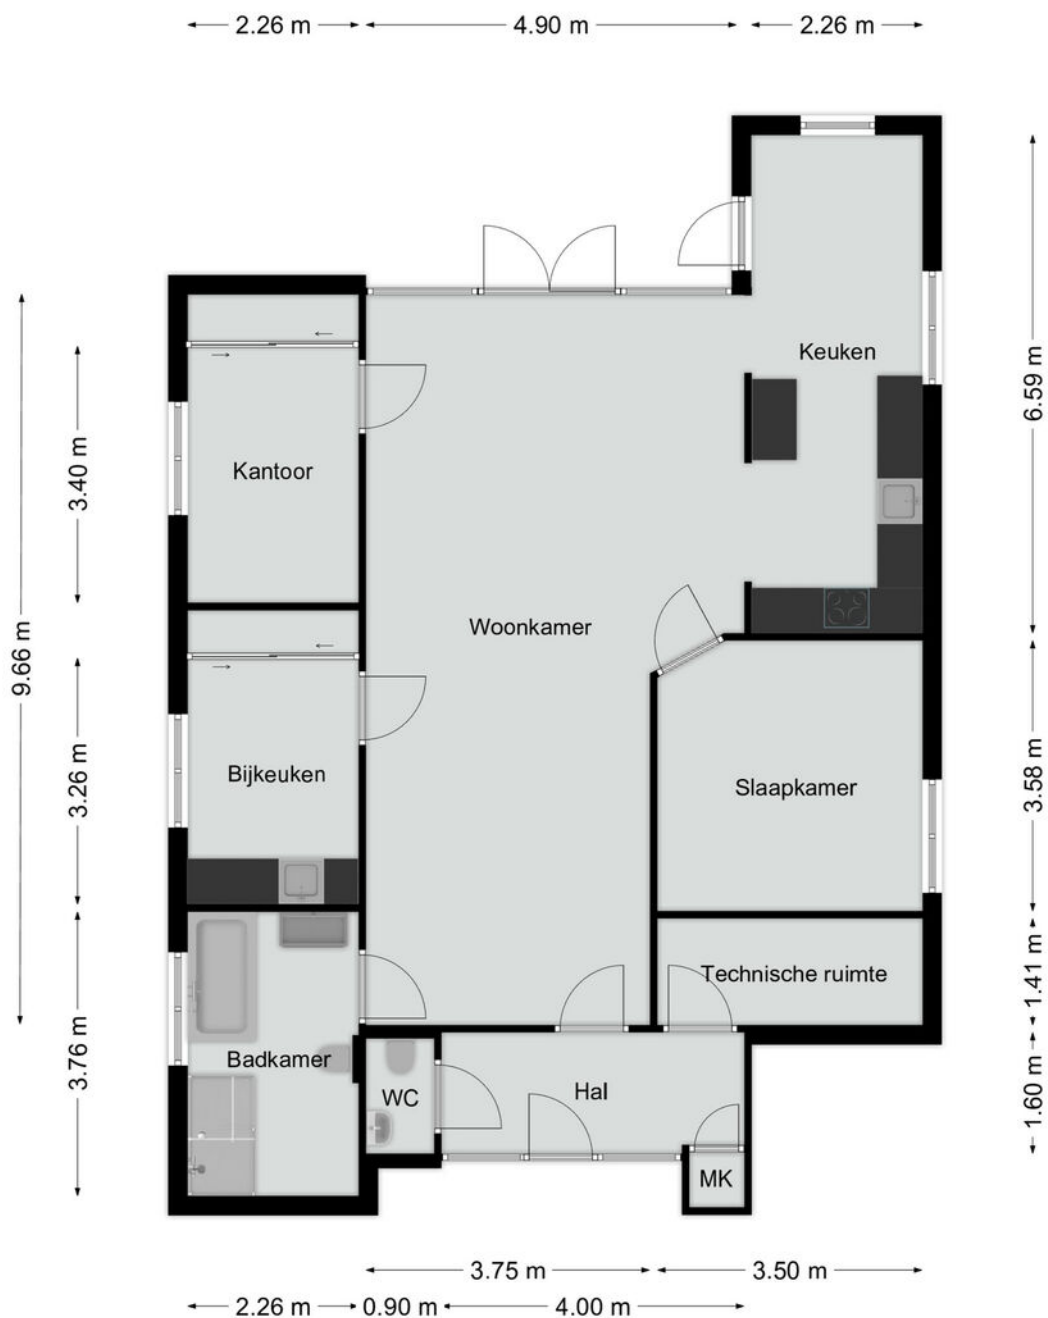 2.26 m 4.90 m 2.26 m
Keuken
6.59 m
3.40 m
Kantoor
9.66 m
Woonkamer
3.26 m
Bijkeuken
Slaapkamer
3.58 m
Technische ruimte
1.41 m
3.76 m
Badkamer
WC
Hal
1.60 m
MK
3.75 m 3.50 m
2.26 m 0.90 m 4.00 m